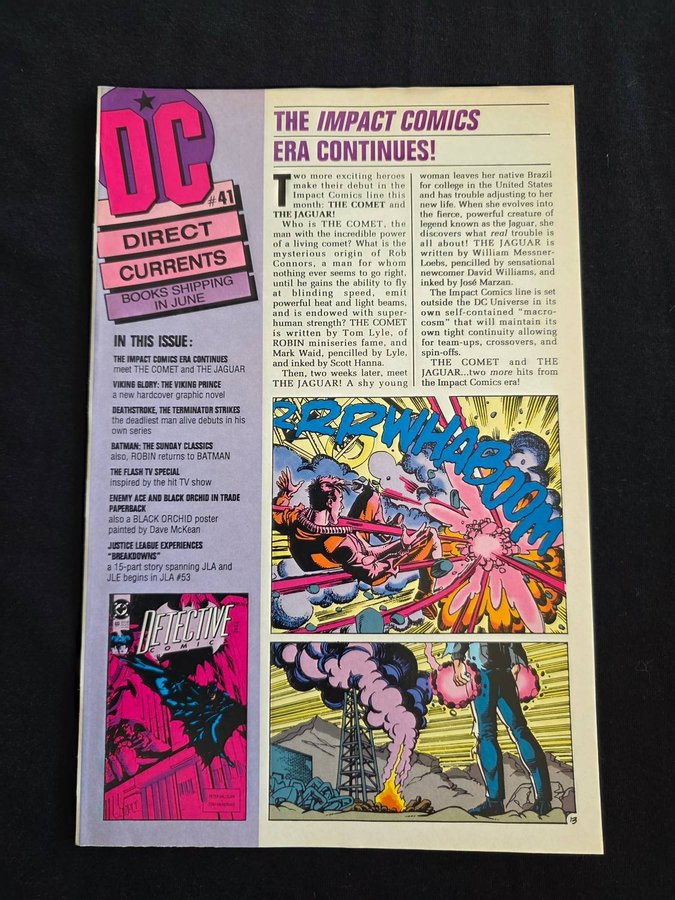 DC
#41
DIRECT
CURRENTS
BOOKS SHIPPING
IN JUNE
IN THIS ISSUE:
THE IMPACT COMICS ERA CONTINUES
meet THE COMET and THE JAGUAR
VIKING GLORY: THE VIKING PRINCE
a new hardcover graphic novel
DEATHSTROKE, THE TERMINATOR STRIKES
the deadliest man alive debuts in his
own series
BATMAN: THE SUNDAY CLASSICS
also, ROBIN returns to BATMAN
THE FLASH TV SPECIAL
inspired by the hit TV show
ENEMY ACE AND BLACK ORCHID IN TRADE
PAPERBACK
also a BLACK ORCHID poster
painted by Dave McKean
JUSTICE LEAGUE EXPERIENCES
"BREAKDOWNS"
a 15-part story spanning JLA and
JLE begins in JLA #53
DC
DETECTIVE
COMICS
THE IMPACT COMICS
ERA CONTINUES!
Two more exciting heroes
make their debut in the
Impact Comics line this
month: THE COMET and
THE JAGUAR!
Who is THE COMET, the
man with the incredible power
of a living comet? What is the
mysterious origin of Rob
Connors, a man for whom
nothing ever seems to go right,
until he gains the ability to fly
at blinding speed, emit
powerful heat and light beams,
and is endowed with super-
human strength? THE COMET
is written by Tom Lyle, of
ROBIN miniseries fame, and
Mark Waid, pencilled by Lyle,
and inked by Scott Hanna.
Then, two weeks later, meet
THE JAGUAR! A shy young
woman leaves her native Brazil
for college in the United States
and has trouble adjusting to her
new life. When she evolves into
the fierce, powerful creature of
legend known as the Jaguar, she
discovers what real trouble is
all about! THE JAGUAR is
written by William Messner-
Loebs, pencilled by sensational
newcomer David Williams, and
inked by José Marzan.
The Impact Comics line is set
outside the DC Universe in its
own self-contained "macro-
cosm" that will maintain its
own tight continuity allowing
for team-ups, crossovers, and
spin-offs.
THE COMET and THE
JAGUAR...two more hits from
the Impact Comics era!
RRRWHABOOM
13